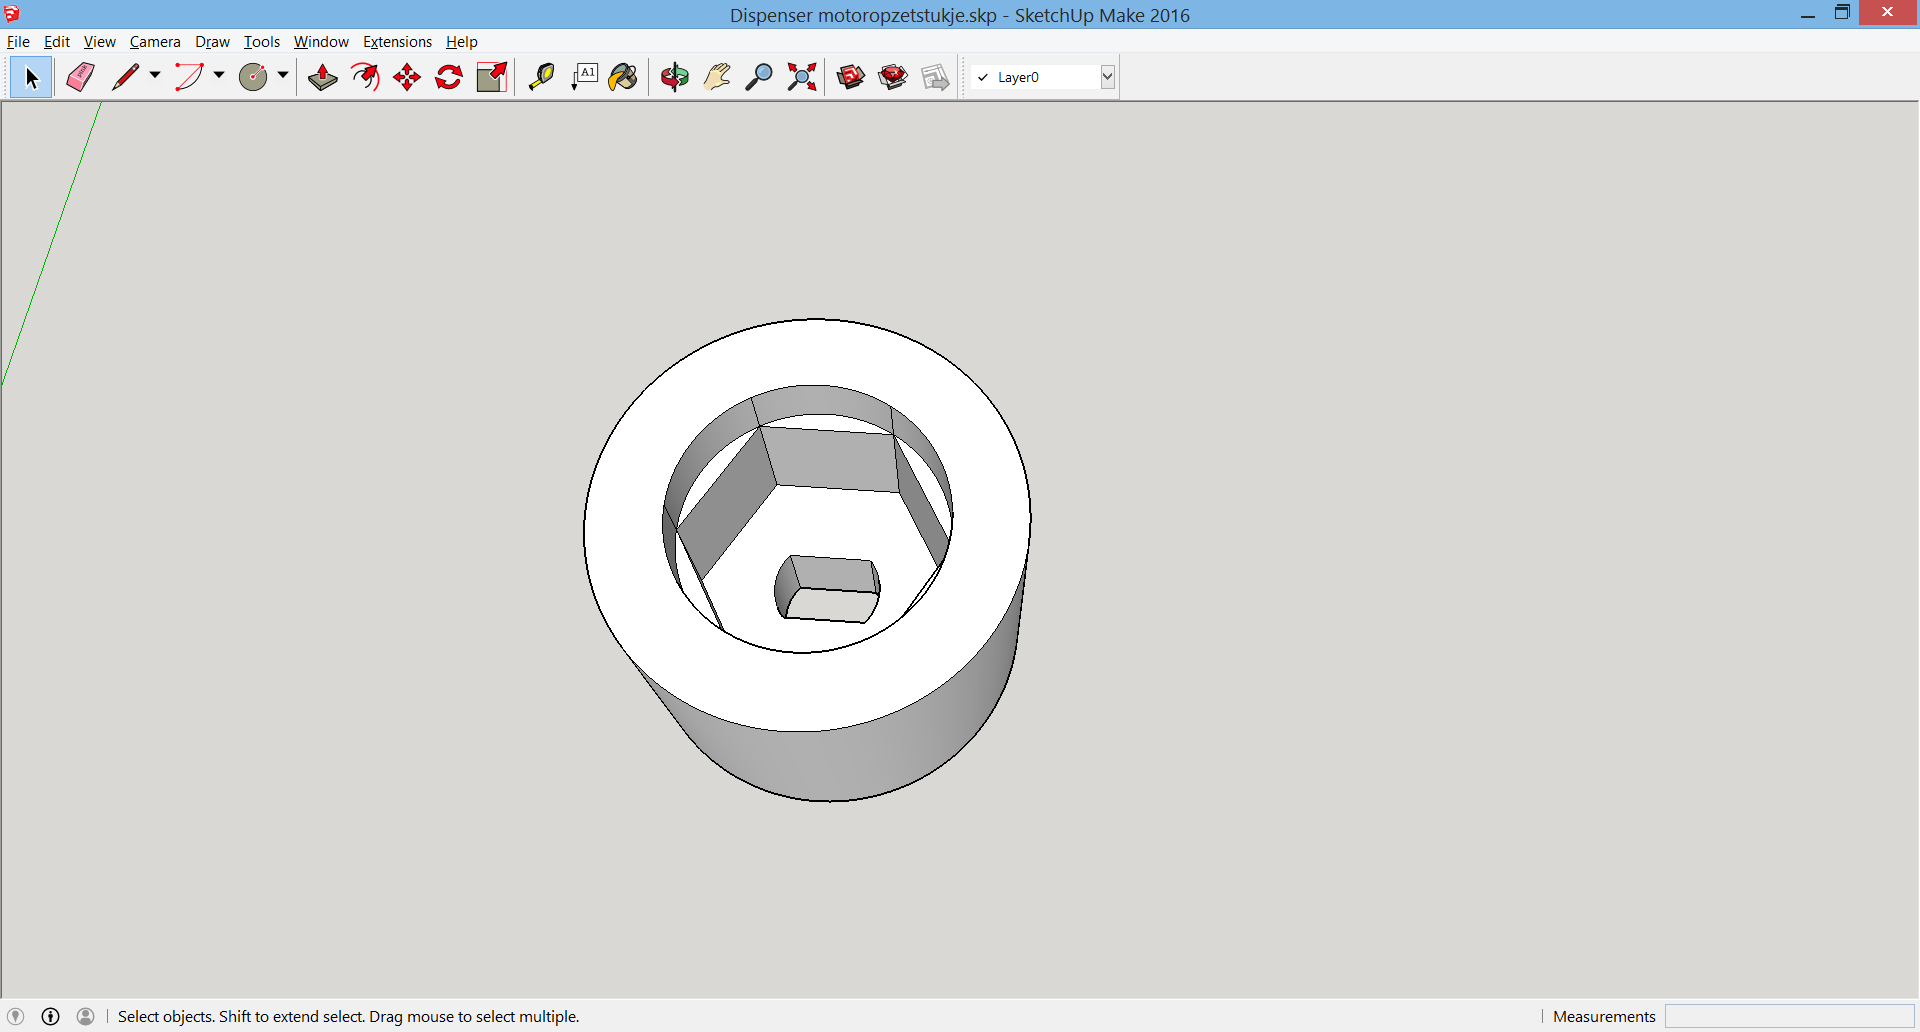 Dispenser motoropzetstukje.skp - SketchUp Make 2016
File Edit View Camera Draw Tools Window Extensions Help
A1
Layer0
Select objects. Shift to extend select. Drag mouse to select multiple.
Measurements